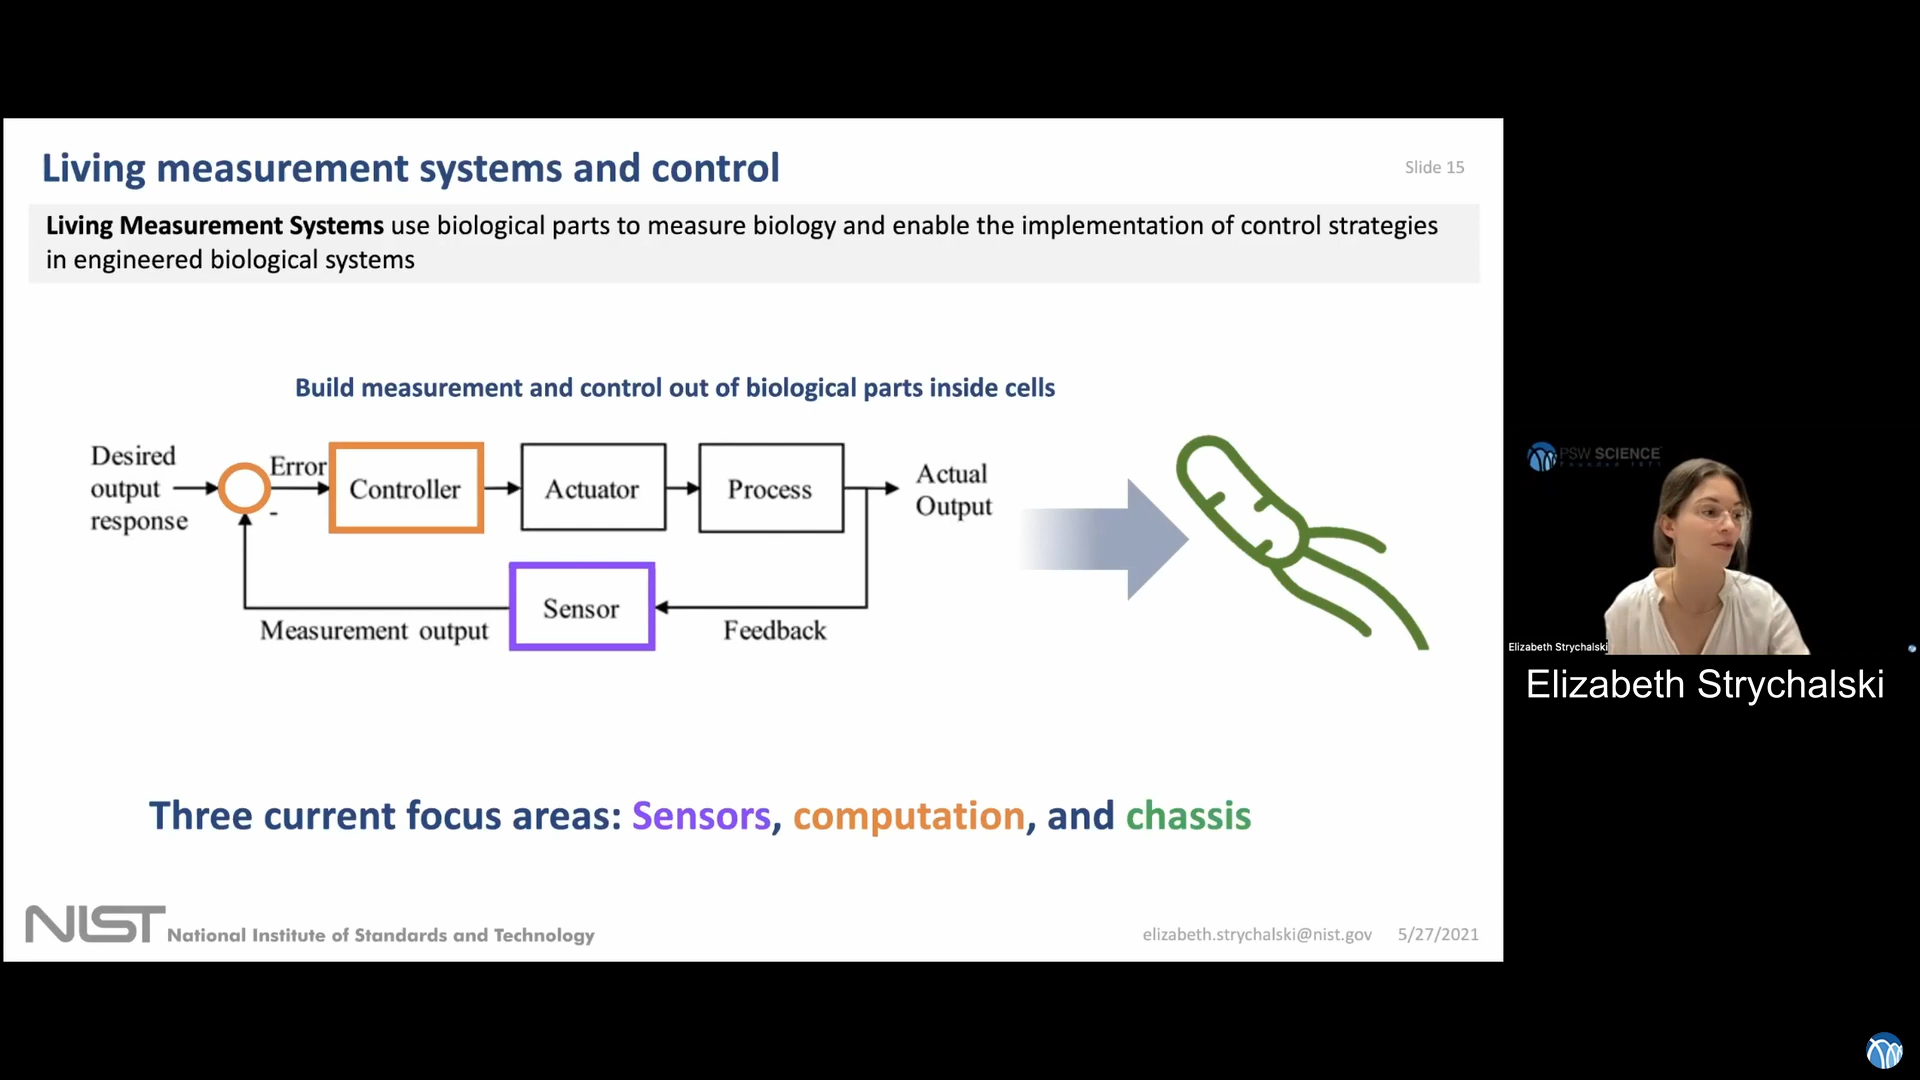 Living measurement systems and control
Slide 15
Living Measurement Systems use biological parts to measure biology and enable the implementation of control strategies
in engineered biological systems
Build measurement and control out of biological parts inside cells
Desired
output
response
Error
-
Controller
Actuator
Process
Actual
Output
Sensor
Measurement output
Feedback
Three current focus areas: Sensors, computation, and chassis
NIST National Institute of Standards and Technology
elizabeth.strychalski@nist.gov 5/27/2021
PSW SCIENCE
Elizabeth Strychalski
Elizabeth Strychalski